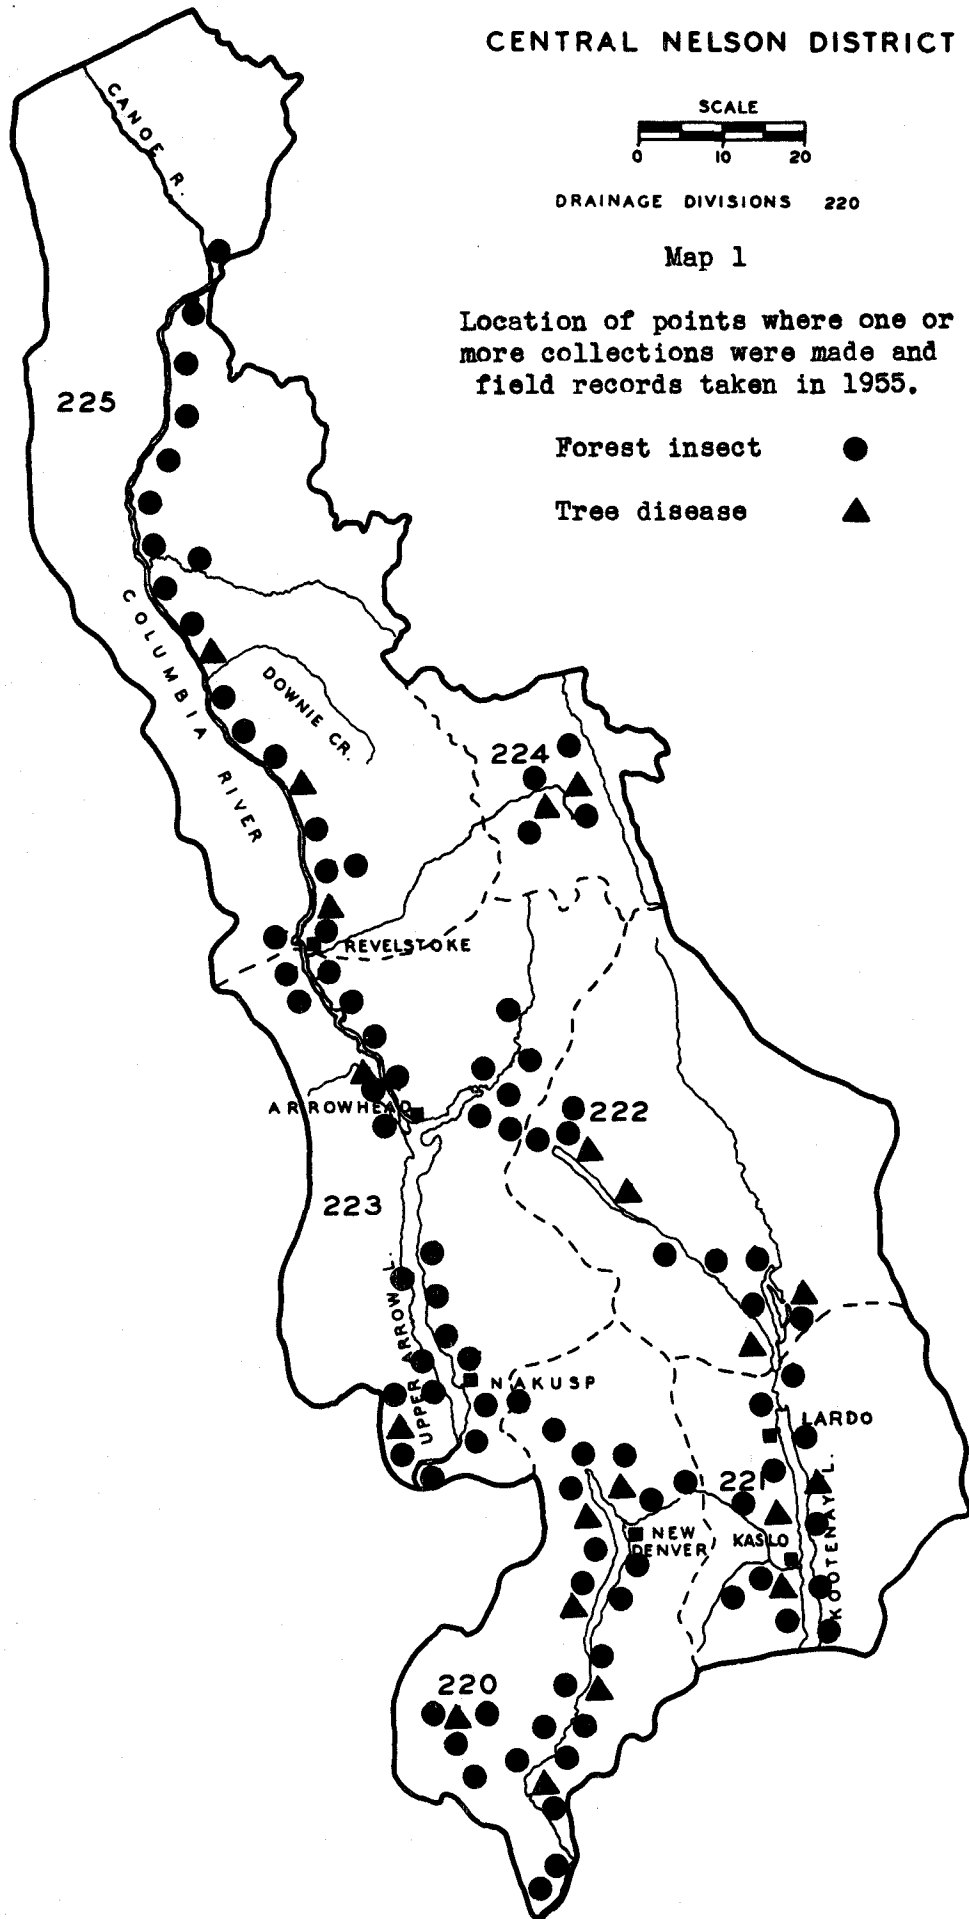 CENTRAL NELSON DISTRICT
SCALE
0 10 20
DRAINAGE DIVISIONS 220
Map 1
Location of points where one or
more collections were made and
field records taken in 1955.
Forest insect
Tree disease
CANOE R.
225
COLUMBIA RIVER
DOWNIE CR.
224
REVELSTOKE
ARROWHEAD
222
223
UPPER ARROW L.
NAKUSP
LARDO
221
KOOTENAY L.
NEW
DENVER
KASLO
220